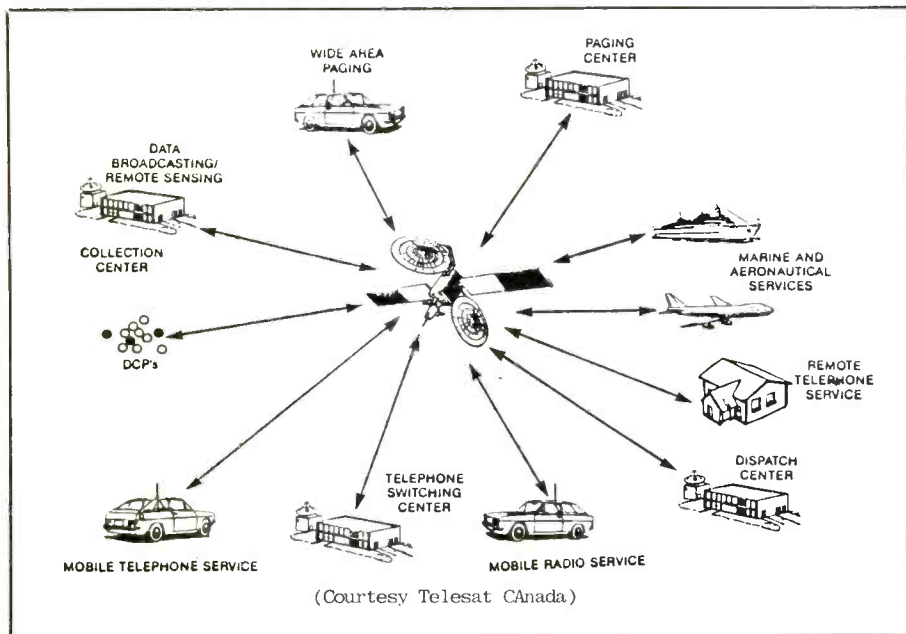 WIDE AREA
PAGING
PAGING
CENTER
DATA
BROADCASTING/
REMOTE SENSING
COLLECTION
CENTER
MARINE AND
AERONAUTICAL
SERVICES
DCP's
REMOTE
TELEPHONE
SERVICE
DISPATCH
CENTER
TELEPHONE
SWITCHING
CENTER
MOBILE TELEPHONE SERVICE
MOBILE RADIO SERVICE
(Courtesy Telesat CAnada)